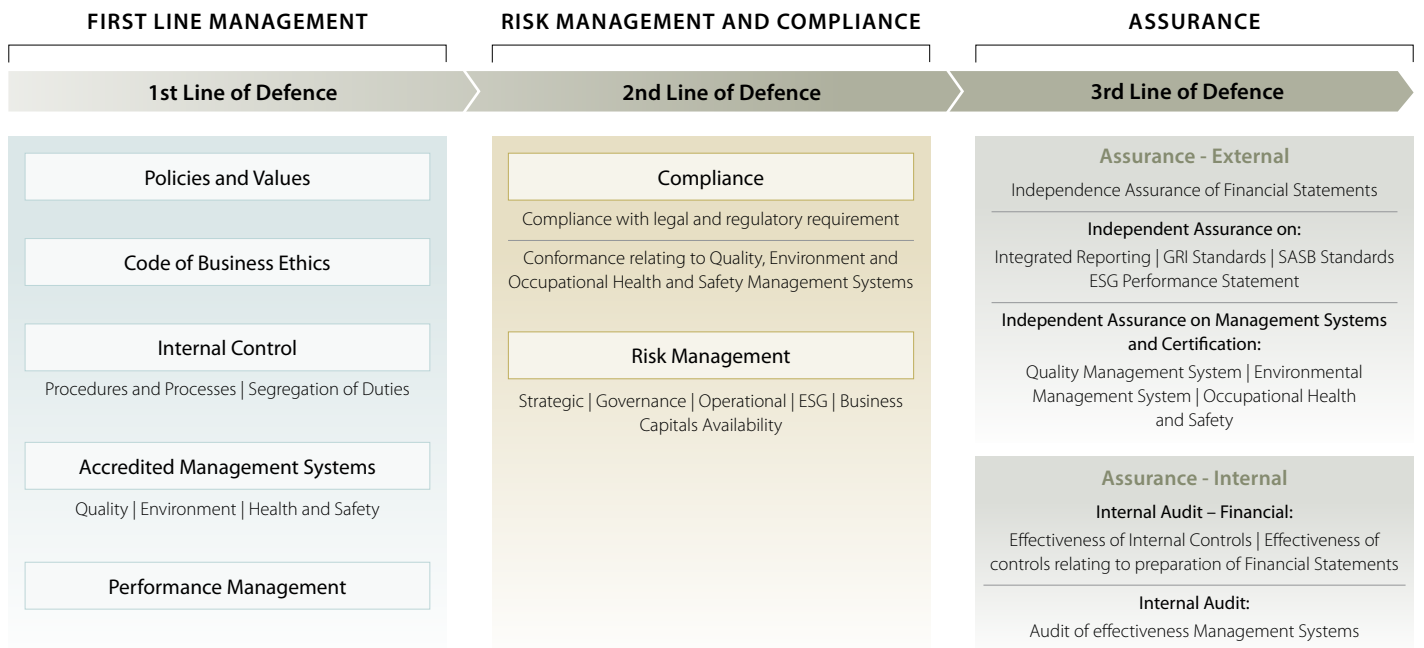 FIRST LINE MANAGEMENT
RISK MANAGEMENT AND COMPLIANCE
ASSURANCE
1st Line of Defence
2nd Line of Defence
3rd Line of Defence
Policies and Values
Code of Business Ethics
Internal Control
Procedures and Processes | Segregation of Duties
Accredited Management Systems
Quality | Environment | Health and Safety
Performance Management
Compliance
Compliance with legal and regulatory requirement
Conformance relating to Quality, Environment and
Occupational Health and Safety Management Systems
Risk Management
Strategic | Governance | Operational | ESG | Business
Capitals Availability
Assurance - External
Independence Assurance of Financial Statements
Independent Assurance on:
Integrated Reporting | GRI Standards | SASB Standards
ESG Performance Statement
Independent Assurance on Management Systems
and Certification:
Quality Management System | Environmental
Management System | Occupational Health
and Safety
Assurance - Internal
Internal Audit – Financial:
Effectiveness of Internal Controls | Effectiveness of
controls relating to preparation of Financial Statements
Internal Audit:
Audit of effectiveness Management Systems